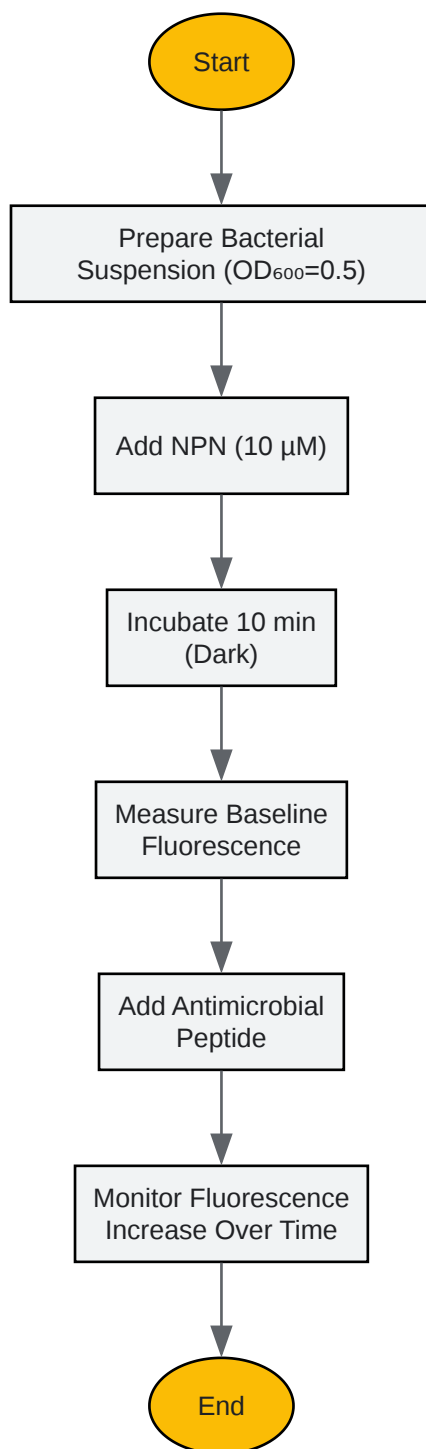 Start
Prepare Bacterial
Suspension (OD₆₀₀=0.5)
Add NPN (10 µM)
Incubate 10 min
(Dark)
Measure Baseline
Fluorescence
Add Antimicrobial
Peptide
Monitor Fluorescence
Increase Over Time
End